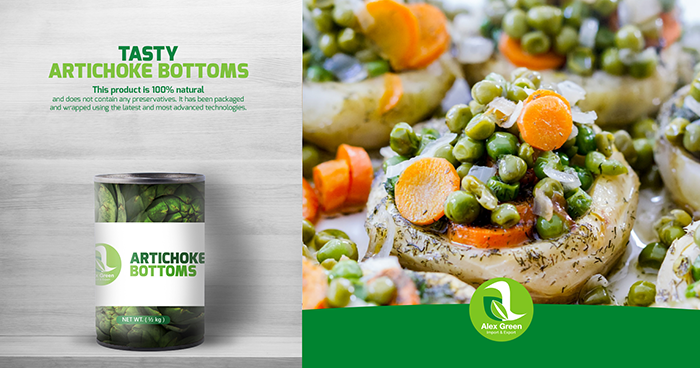 TASTY
ARTICHOKE BOTTOMS
This product is 100% natural
and does not contain any preservatives. It has been packaged
and wrapped using the latest and most advanced technologies.
Green
ARTICHOKE
BOTTOMS
NET WT. ( ½ kg )
Alex Green
Import & Export